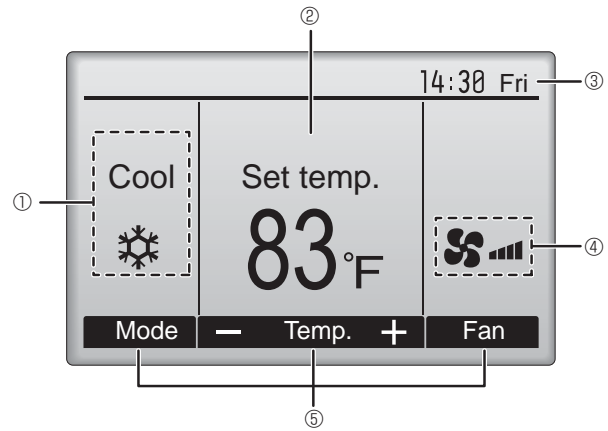 ②
14:30 Fri
③
①
Cool
Set temp.
83°F
④
Mode
— Temp. +
Fan
⑤